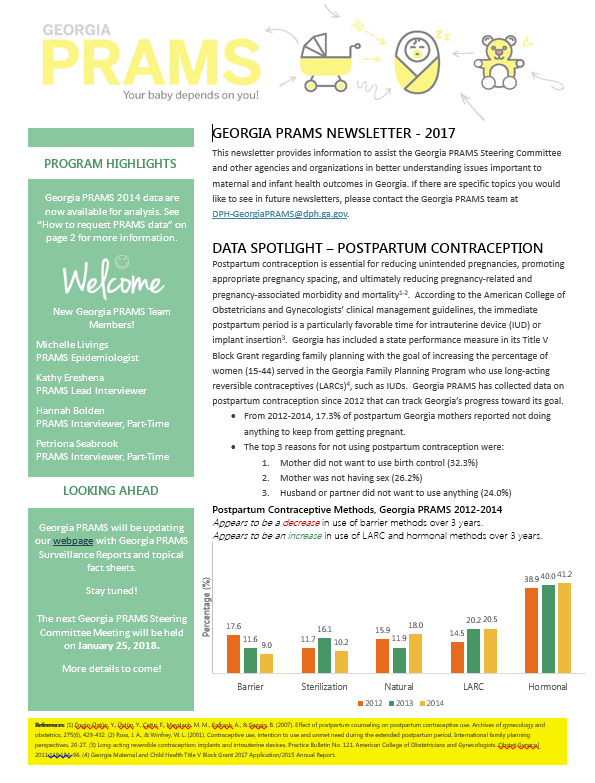 GEORGIA
PRAMS
Your baby depends on you!
PROGRAM HIGHLIGHTS
Georgia PRAMS 2014 data are
now available for analysis. See
“How to request PRAMS data” on
page 2 for more information.
Welcome
New Georgia PRAMS Team
Members!
Michelle Livings
PRAMS Epidemiologist
Kathy Ereshena
PRAMS Lead Interviewer
Hannah Bolden
PRAMS Interviewer, Part-Time
Petriona Seabrook
PRAMS Interviewer, Part-Time
LOOKING AHEAD
Georgia PRAMS will be updating
our webpage with Georgia PRAMS
Surveillance Reports and topical
fact sheets.
Stay tuned!
The next Georgia PRAMS Steering
Committee Meeting will be held
on January 25, 2018.
More details to come!
GEORGIA PRAMS NEWSLETTER - 2017
This newsletter provides information to assist the Georgia PRAMS Steering Committee
and other agencies and organizations in better understanding issues important to
maternal and infant health outcomes in Georgia. If there are specific topics you would
like to see in future newsletters, please contact the Georgia PRAMS team at
DPH-GeorgiaPRAMS@dph.ga.gov.
DATA SPOTLIGHT – POSTPARTUM CONTRACEPTION
Postpartum contraception is essential for reducing unintended pregnancies, promoting
appropriate pregnancy spacing, and ultimately reducing pregnancy-related and
pregnancy-associated morbidity and mortality1-2. According to the American College of
Obstetricians and Gynecologists’ clinical management guidelines, the immediate
postpartum period is a particularly favorable time for intrauterine device (IUD) or
implant insertion3. Georgia has included a state performance measure in its Title V
Block Grant regarding family planning with the goal of increasing the percentage of
women (15-44) served in the Georgia Family Planning Program who use long-acting
reversible contraceptives (LARCs)4, such as IUDs. Georgia PRAMS has collected data on
postpartum contraception since 2012 that can track Georgia’s progress toward its goal.
• From 2012-2014, 17.3% of postpartum Georgia mothers reported not doing
anything to keep from getting pregnant.
• The top 3 reasons for not using postpartum contraception were:
1. Mother did not want to use birth control (32.3%)
2. Mother was not having sex (26.2%)
3. Husband or partner did not want to use anything (24.0%)
Postpartum Contraceptive Methods, Georgia PRAMS 2012-2014
Appears to be a decrease in use of barrier methods over 3 years.
Appears to be an increase in use of LARC and hormonal methods over 3 years.
Percentage (%)
17.6 11.6 9.0 11.7 16.1 10.2 15.9 11.9 18.0 14.5 20.2 20.5 38.9 40.0 41.2
Barrier Sterilization Natural LARC Hormonal
2012 2013 2014
References: (1) F., M. M., A., & B. (2007). Effect of postpartum counseling on postpartum contraceptive use. Archives of gynecology and
obstetrics, 275(6), 429-432. (2) Ross, J. A., & Winfrey, W. L. (2001). Contraceptive use, intention to use and unmet need during the extended postpartum period. International family planning
perspectives, 20-27. (3) Long-acting reversible contraception: implants and intrauterine devices. Practice Bulletin No. 121. American College of Obstetricians and Gynecologists. Obstet Gynecol
(4) Georgia Maternal and Child Health Title V Block Grant 2017 Application/2015 Annual Report.